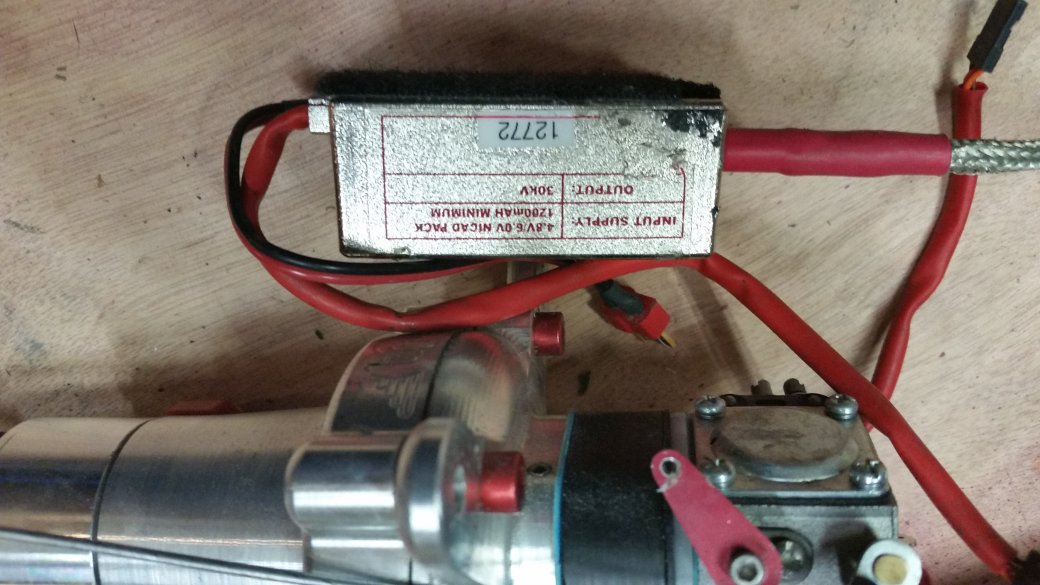 INPUT SUPPLY:
4.8V/6.0V NICAD PACK
1200mAH MINIMUM
OUTPUT: 30KV
12772